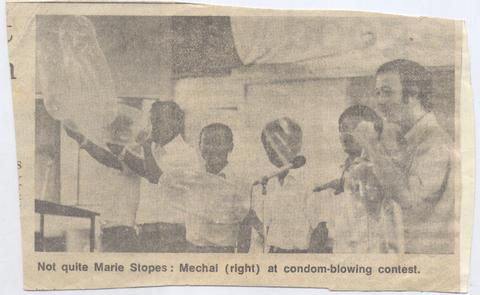 Not quite Marie Stopes: Mechai (right) at condom-blowing contest.